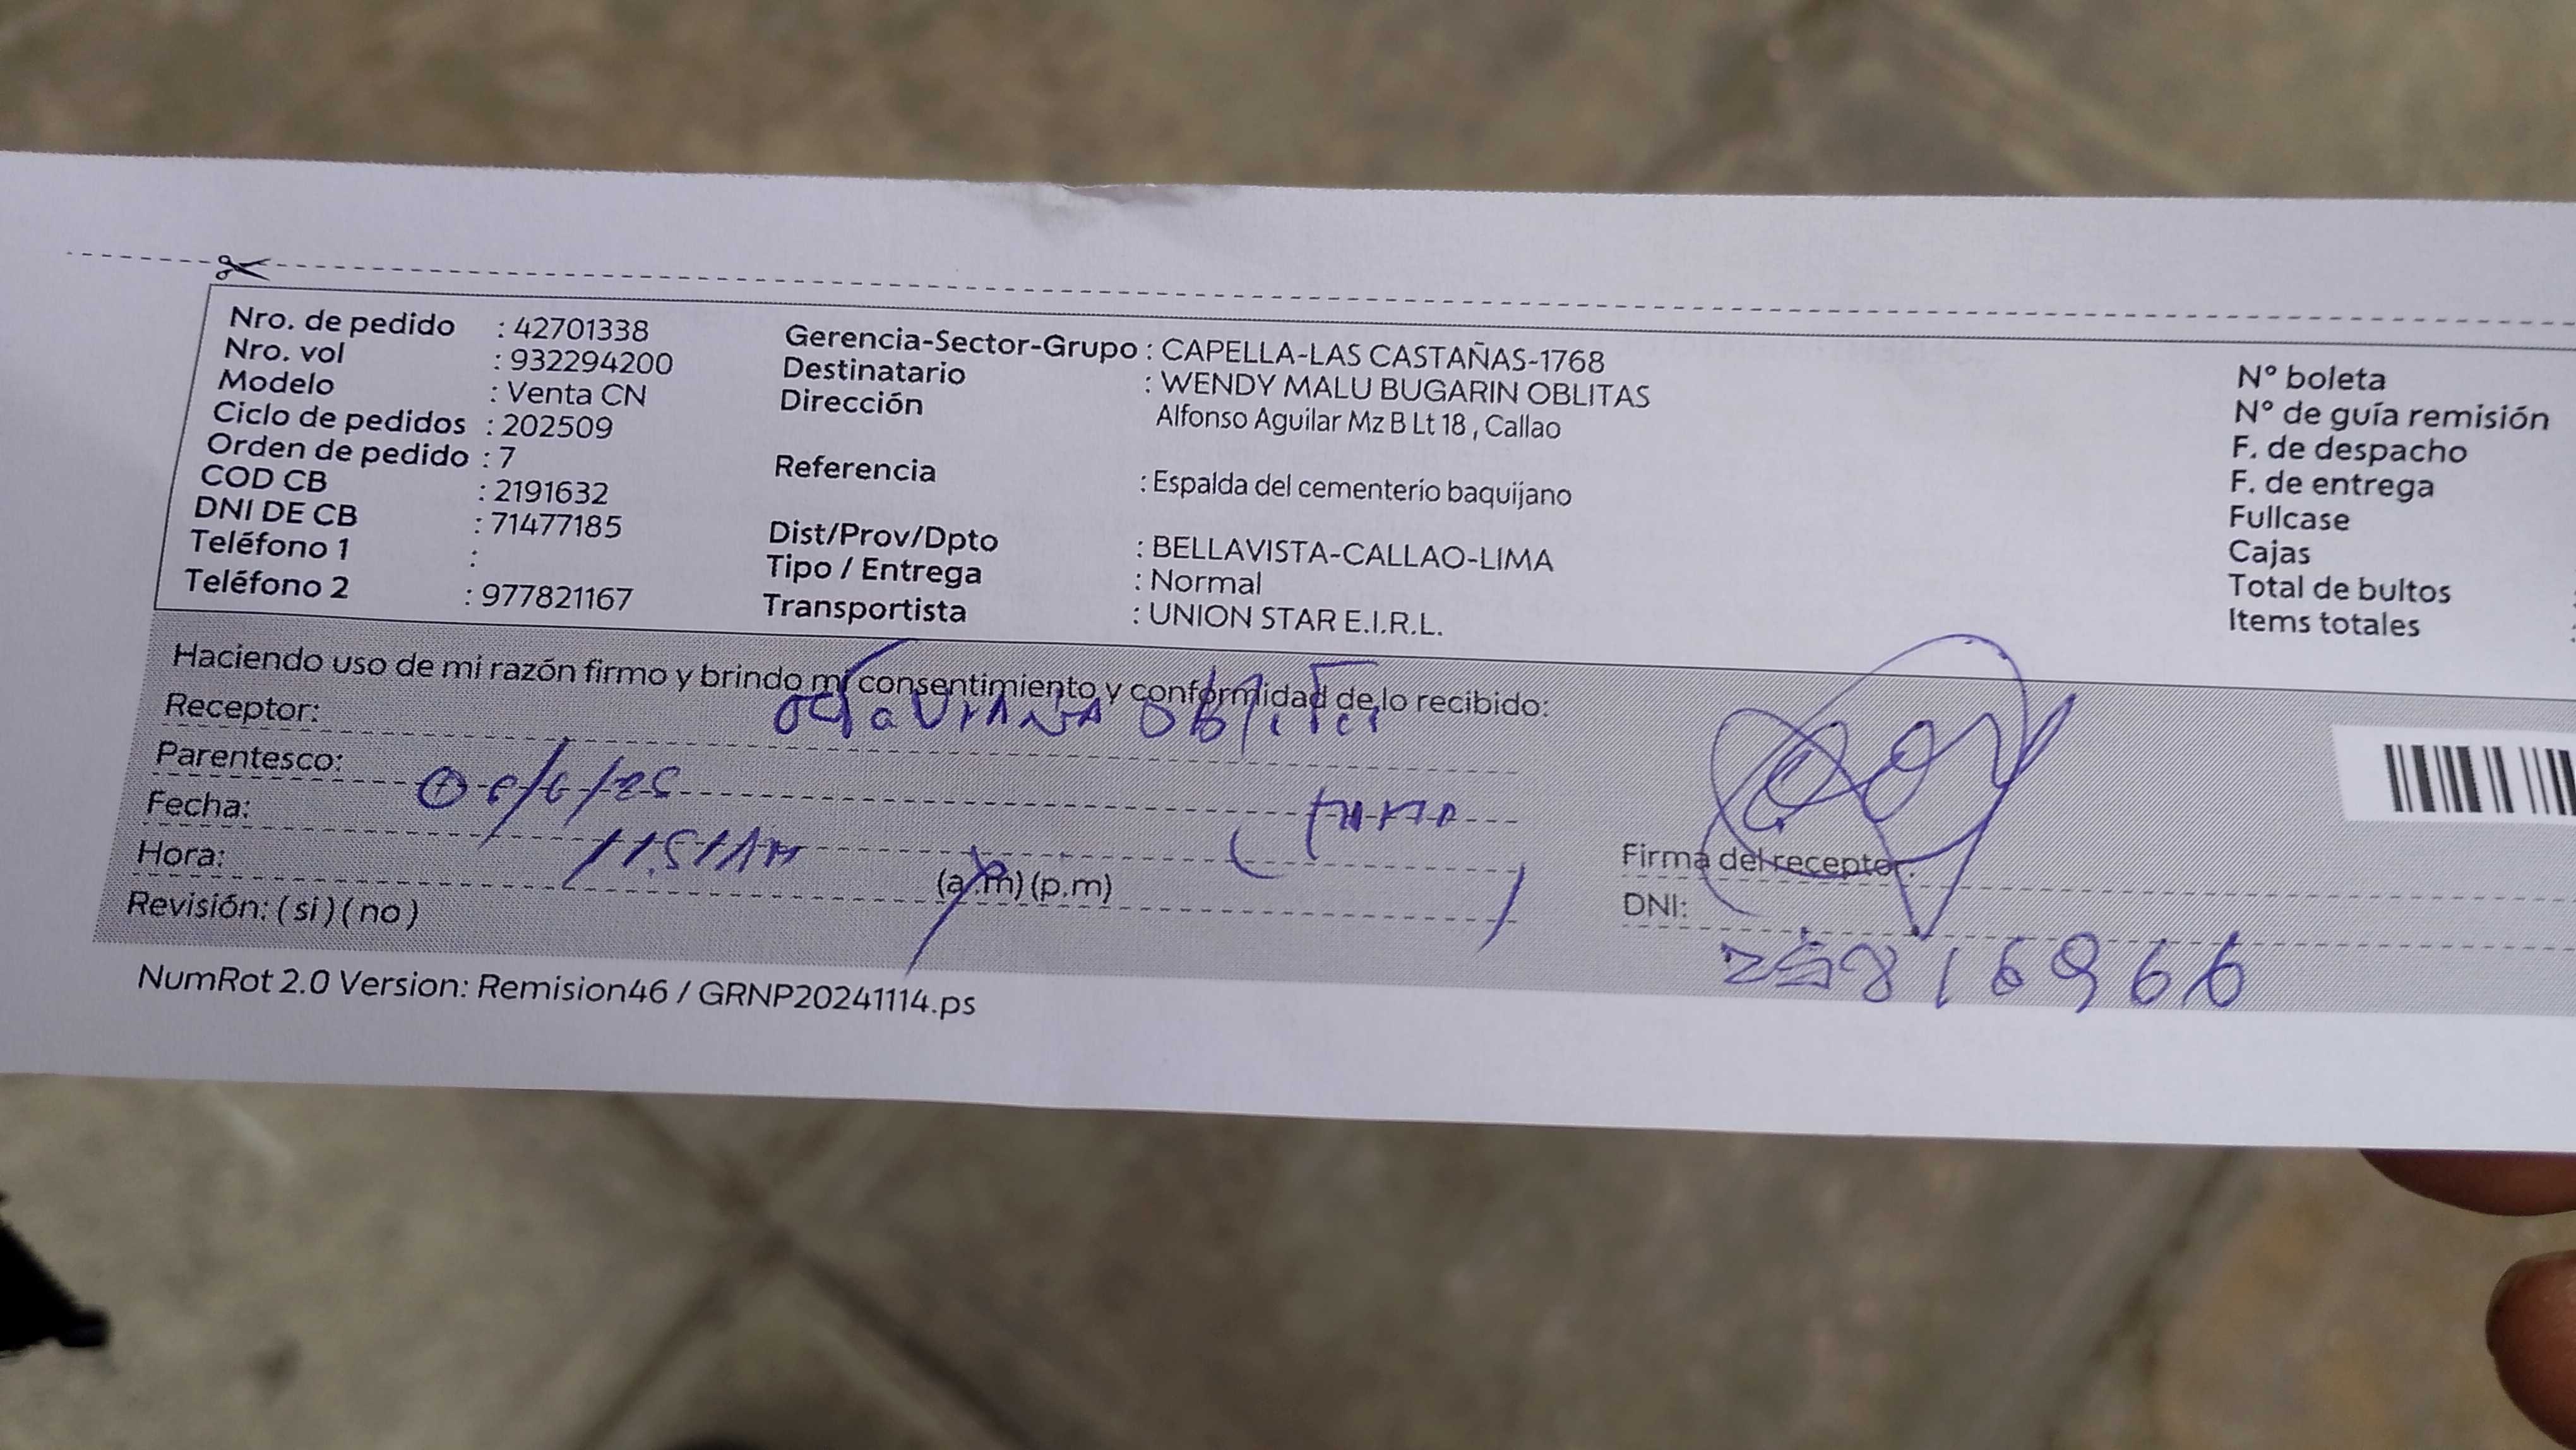 Nro. de pedido : 42701338
Nro. vol : 932294200
Modelo : Venta CN
Ciclo de pedidos : 202509
Orden de pedido : 7
COD CB : 2191632
DNI DE CB : 71477185
Teléfono 1 :
Teléfono 2 : 977821167
Gerencia-Sector-Grupo : CAPELLA-LAS CASTAÑAS-1768
Destinatario : WENDY MALU BUGARIN OBLITAS
Dirección Alfonso Aguilar Mz B Lt 18 , Callao
Referencia : Espalda del cementerio baquijano
Dist/Prov/Dpto : BELLAVISTA-CALLAO-LIMA
Tipo / Entrega : Normal
Transportista : UNION STAR E.I.R.L.
N° boleta
N° de guía remisión
F. de despacho
F. de entrega
Fullcase
Cajas
Total de bultos
Items totales
Haciendo uso de mi razón firmo y brindo mi consentimiento y conformidad de lo recibido:
Receptor:
Parentesco:
Fecha:
Hora: 11.51AM (a.m) (p.m)
Revisión: ( si ) ( no )
Firma del receptor.
DNI: 25816966
NumRot 2.0 Version: Remision46 / GRNP20241114.ps